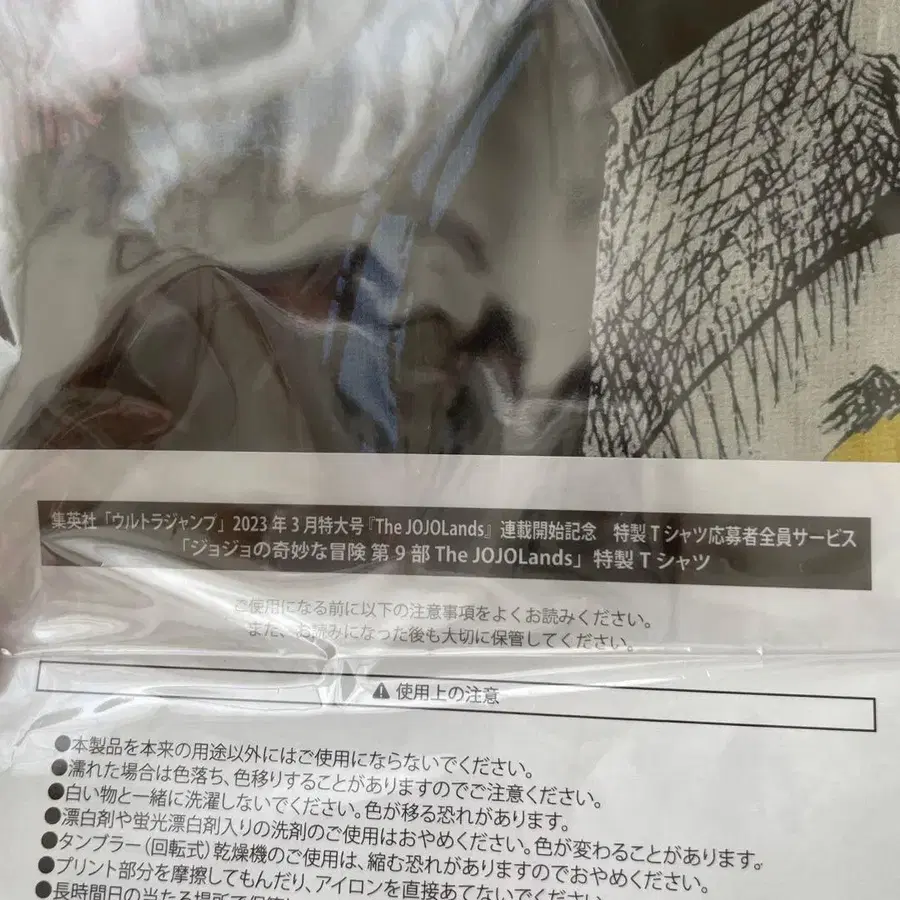 集英社「ウルトラジャンプ」2023年3月特大号『The JOJOLands』連載開始記念 特製Tシャツ応募者全員サービス
「ジョジョの奇妙な冒険 第9部 The JOJOLands」特製Tシャツ
ご使用になる前に以下の注意事項をよくお読みください。
また、お読みになった後も大切に保管してください。
⚠使用上の注意
●本製品を本来の用途以外にはご使用にならないでください。
●濡れた場合は色落ち、色移りすることがありますのでご注意ください。
●白い物と一緒に洗濯しないでください。色が移る恐れがあります。
●漂白剤や蛍光漂白剤入りの洗剤のご使用はおやめください。色が変わることがあります。
●タンブラー(回転式)乾燥機のご使用は、縮む恐れがありますのでおやめください。
●プリント部分を摩擦してもんだり、アイロンを直接あてないでください。
●長時間日の当たる場所で保管し